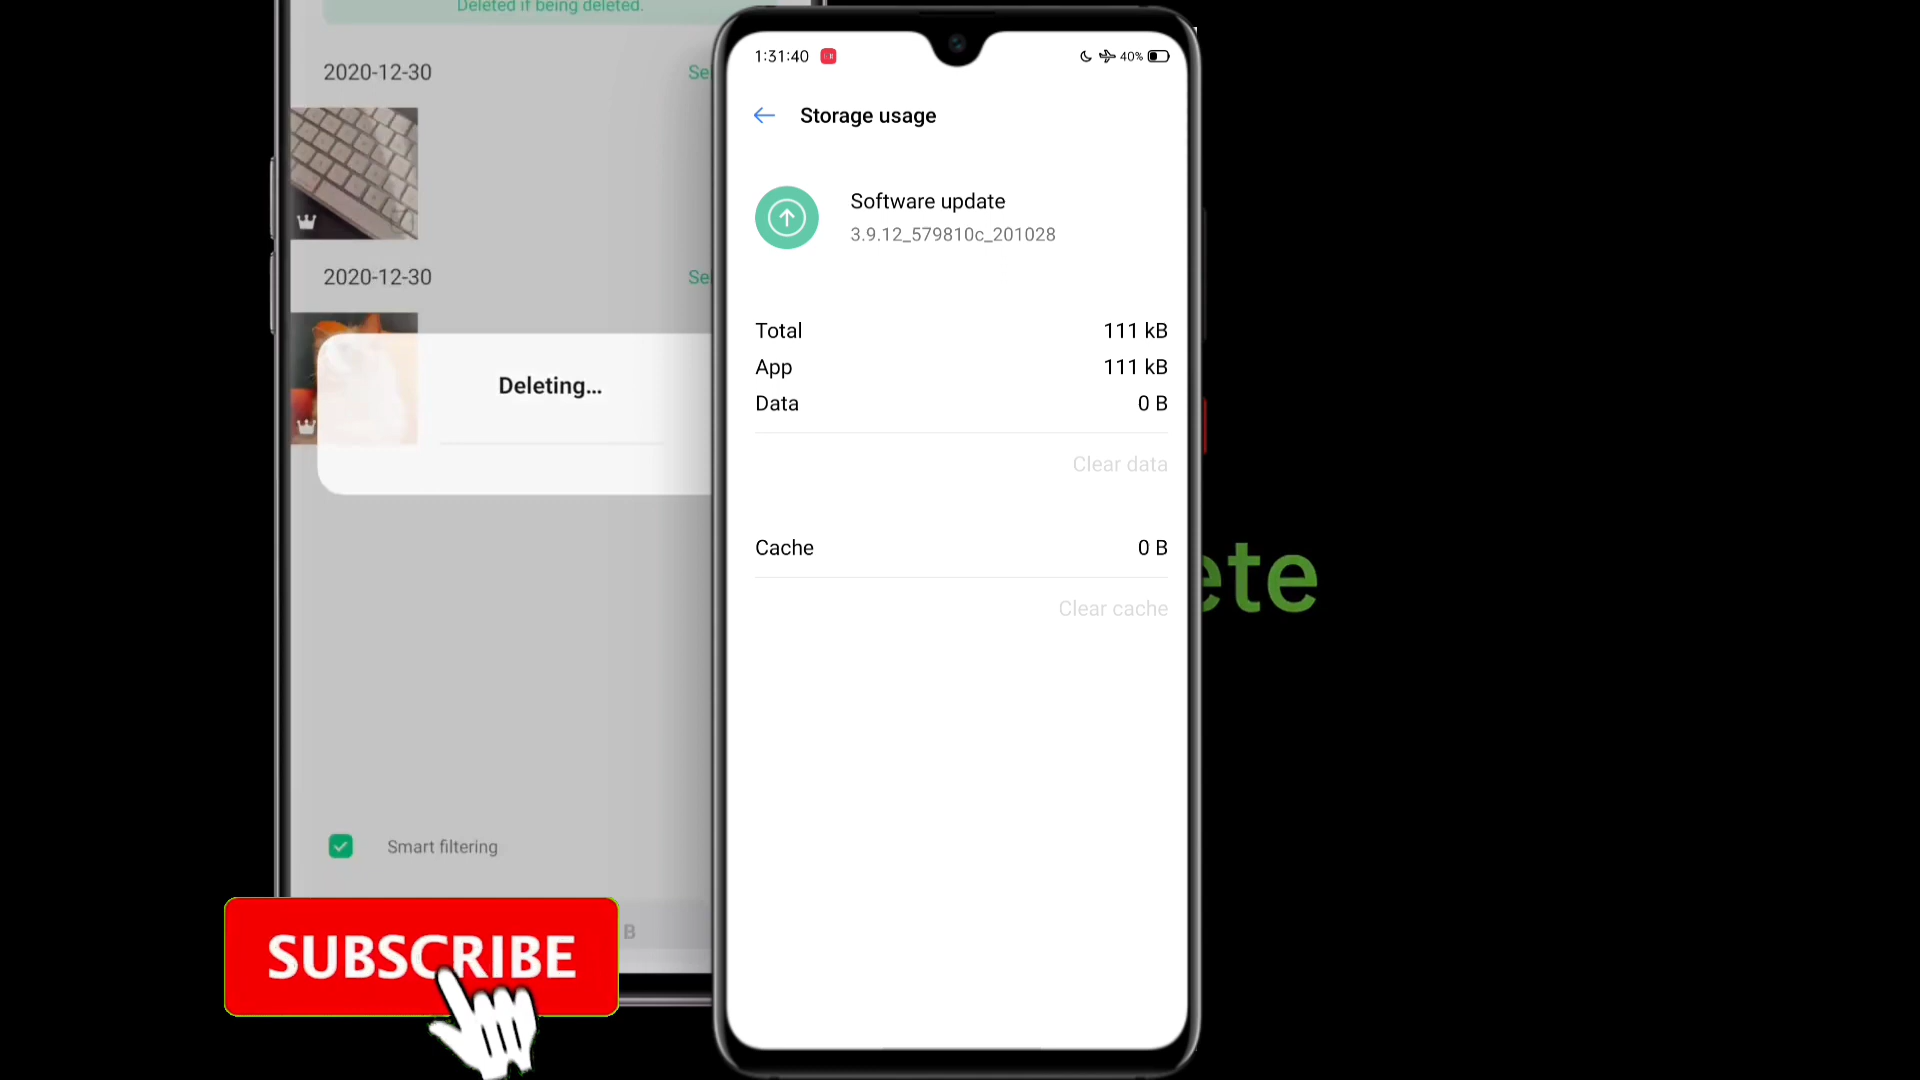 Deleted if being deleted.
2020-12-30
Se
2020-12-30
Se
Deleting...
Smart filtering
B
SUBSCRIBE
1:31:40
40%
Storage usage
Software update
3.9.12_579810c_201028
Total 111 kB
App 111 kB
Data 0 B
Clear data
Cache 0 B
Clear cache
ete